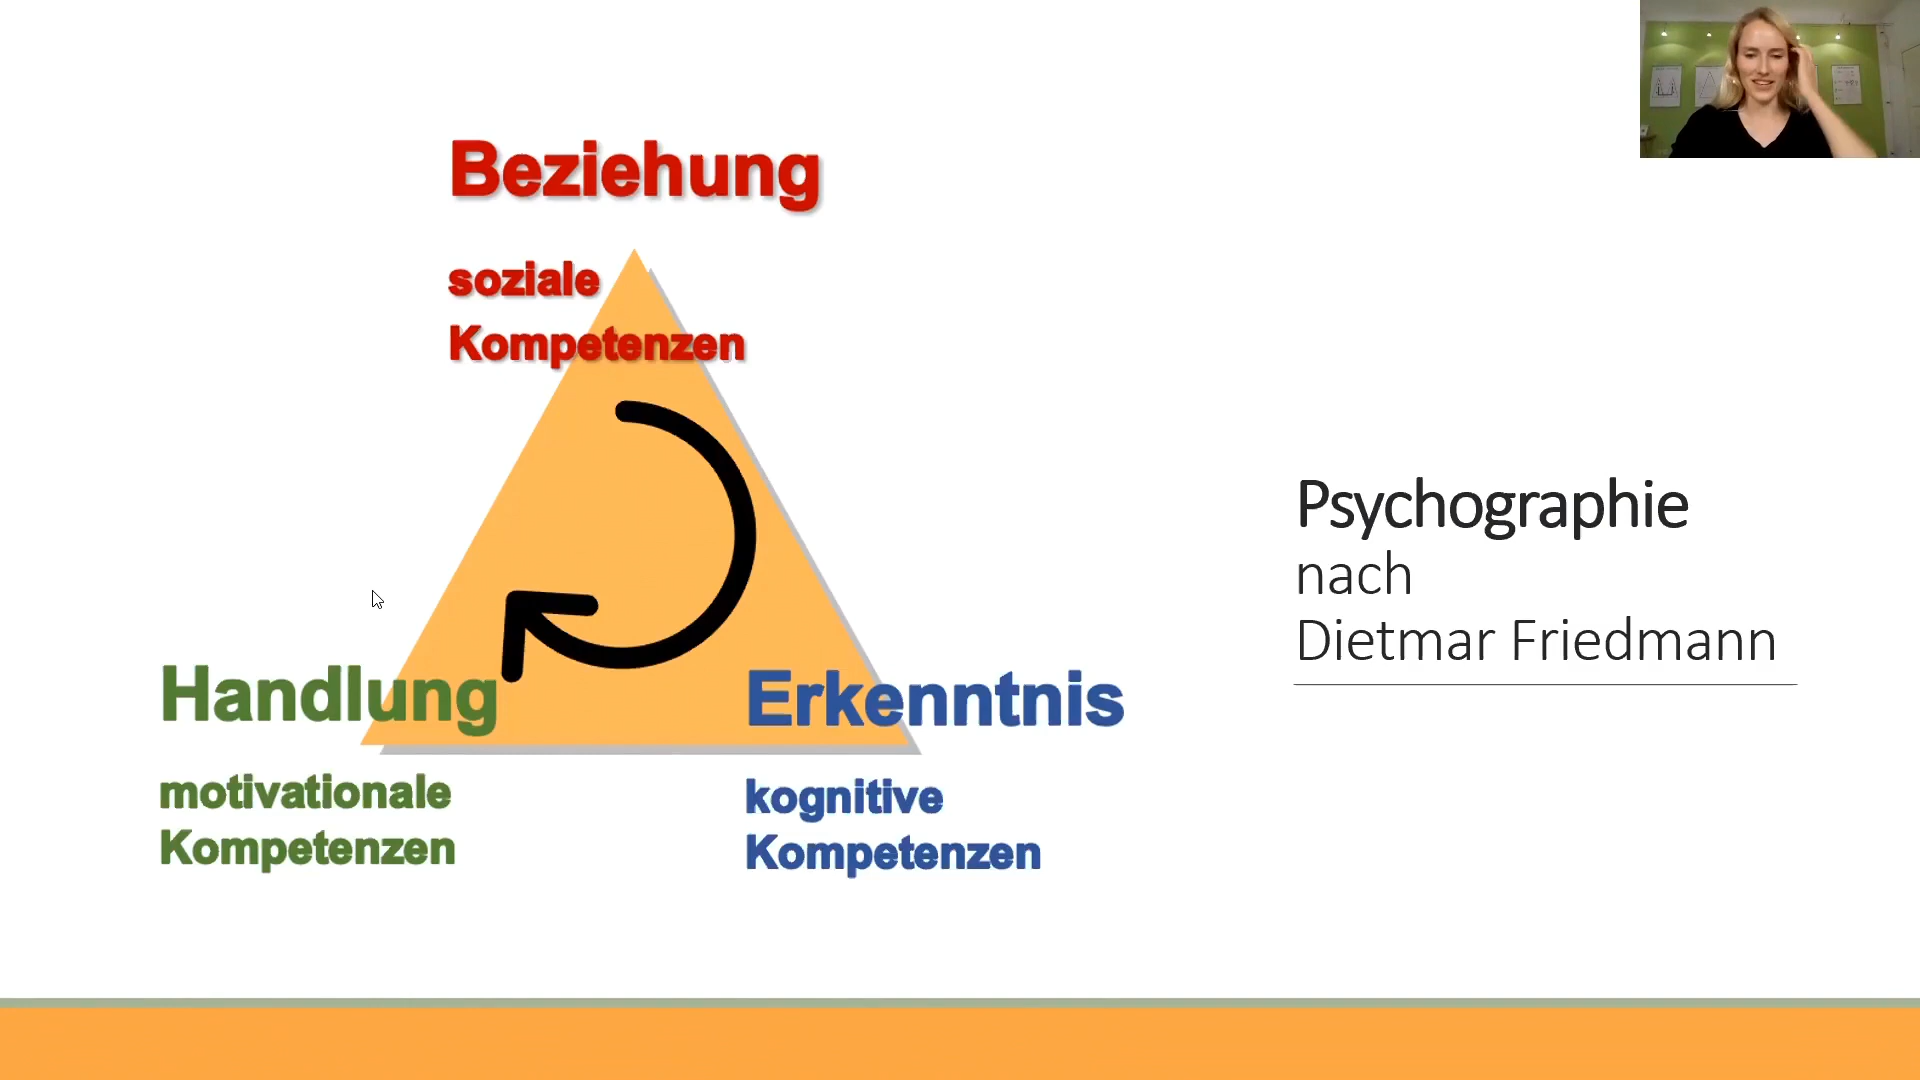 Beziehung
soziale
Kompetenzen
Handlung
motivationale
Kompetenzen
Erkenntnis
kognitive
Kompetenzen
Psychographie
nach
Dietmar Friedmann